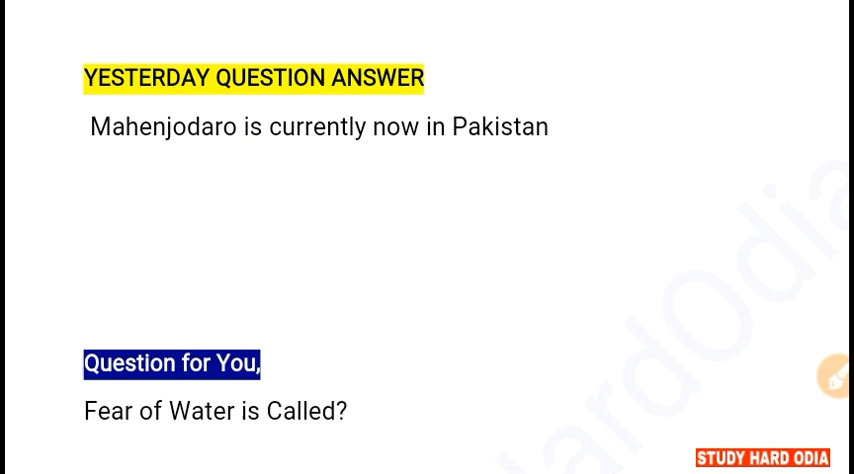 YESTERDAY QUESTION ANSWER
Mahenjodaro is currently now in Pakistan
Question for You,
Fear of Water is Called?
ardOdia
STUDY HARD ODIA